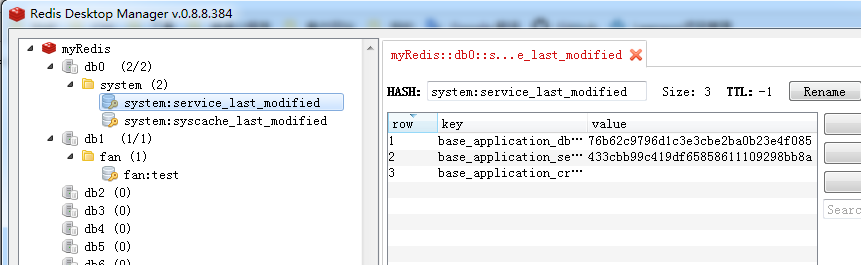 Redis Desktop Manager v.0.8.8.384
myRedis
db0 (2/2)
system (2)
system:service_last_modified
system:syscache_last_modified
db1 (1/1)
fan (1)
fan:test
db2 (0)
db3 (0)
db4 (0)
db5 (0)
myRedis::db0::s...e_last_modified
HASH: system:service_last_modified Size: 3 TTL: -1 Rename
row key value
1 base_application_db… 76b62c9796d1c3e3cbe2ba0b23e4f085
2 base_application_se… 433cbb99c419df65858611109298bb8a
3 base_application_cr…
Searc